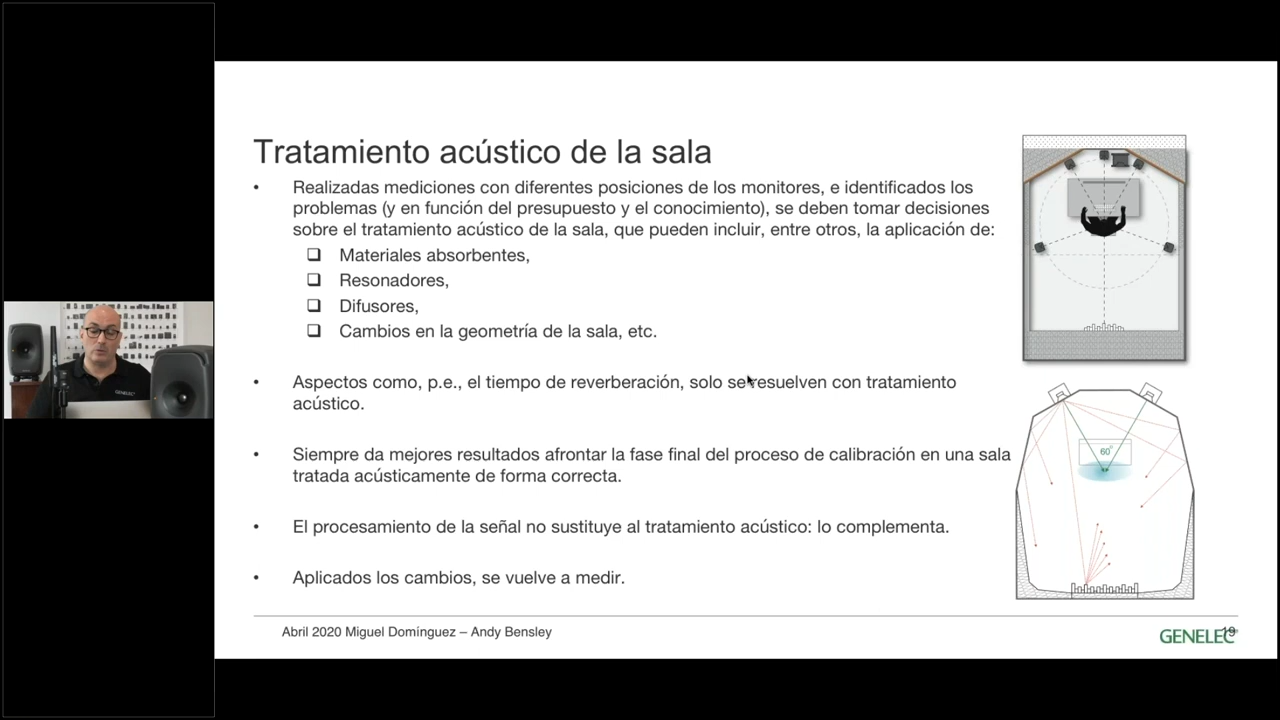 Tratamiento acústico de la sala
• Realizadas mediciones con diferentes posiciones de los monitores, e identificados los
problemas (y en función del presupuesto y el conocimiento), se deben tomar decisiones
sobre el tratamiento acústico de la sala, que pueden incluir, entre otros, la aplicación de:
❑ Materiales absorbentes,
❑ Resonadores,
❑ Difusores,
❑ Cambios en la geometría de la sala, etc.
• Aspectos como, p.e., el tiempo de reverberación, solo se resuelven con tratamiento
acústico.
• Siempre da mejores resultados afrontar la fase final del proceso de calibración en una sala
tratada acústicamente de forma correcta.
• El procesamiento de la señal no sustituye al tratamiento acústico: lo complementa.
• Aplicados los cambios, se vuelve a medir.
60°
Abril 2020 Miguel Domínguez – Andy Bensley
GENELEC
19
GENELEC